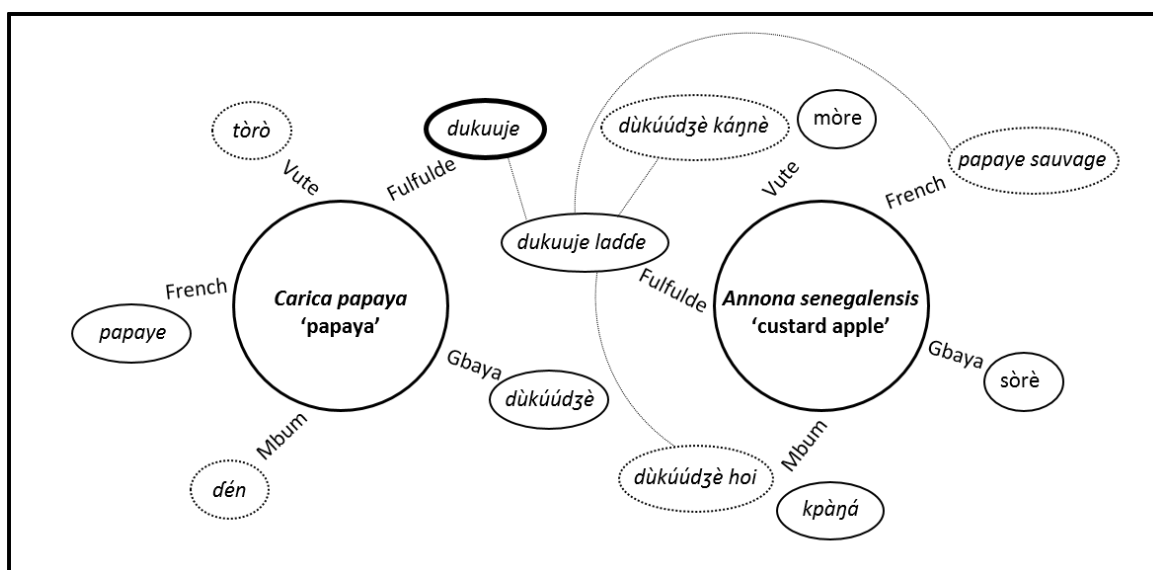 tòrò
Vute
dukuuje
Fulfulde
dùkúúdʒè káŋnè
mòre
Vute
papaye sauvage
French
dukuuje laɗɗe
Fulfulde
French
papaye
Carica papaya
‘papaya’
Annona senegalensis
‘custard apple’
Gbaya
dùkúúdʒè
Gbaya
sòrè
Mbum
ɗén
dùkúúdʒè hoi
Mbum
kpàŋá